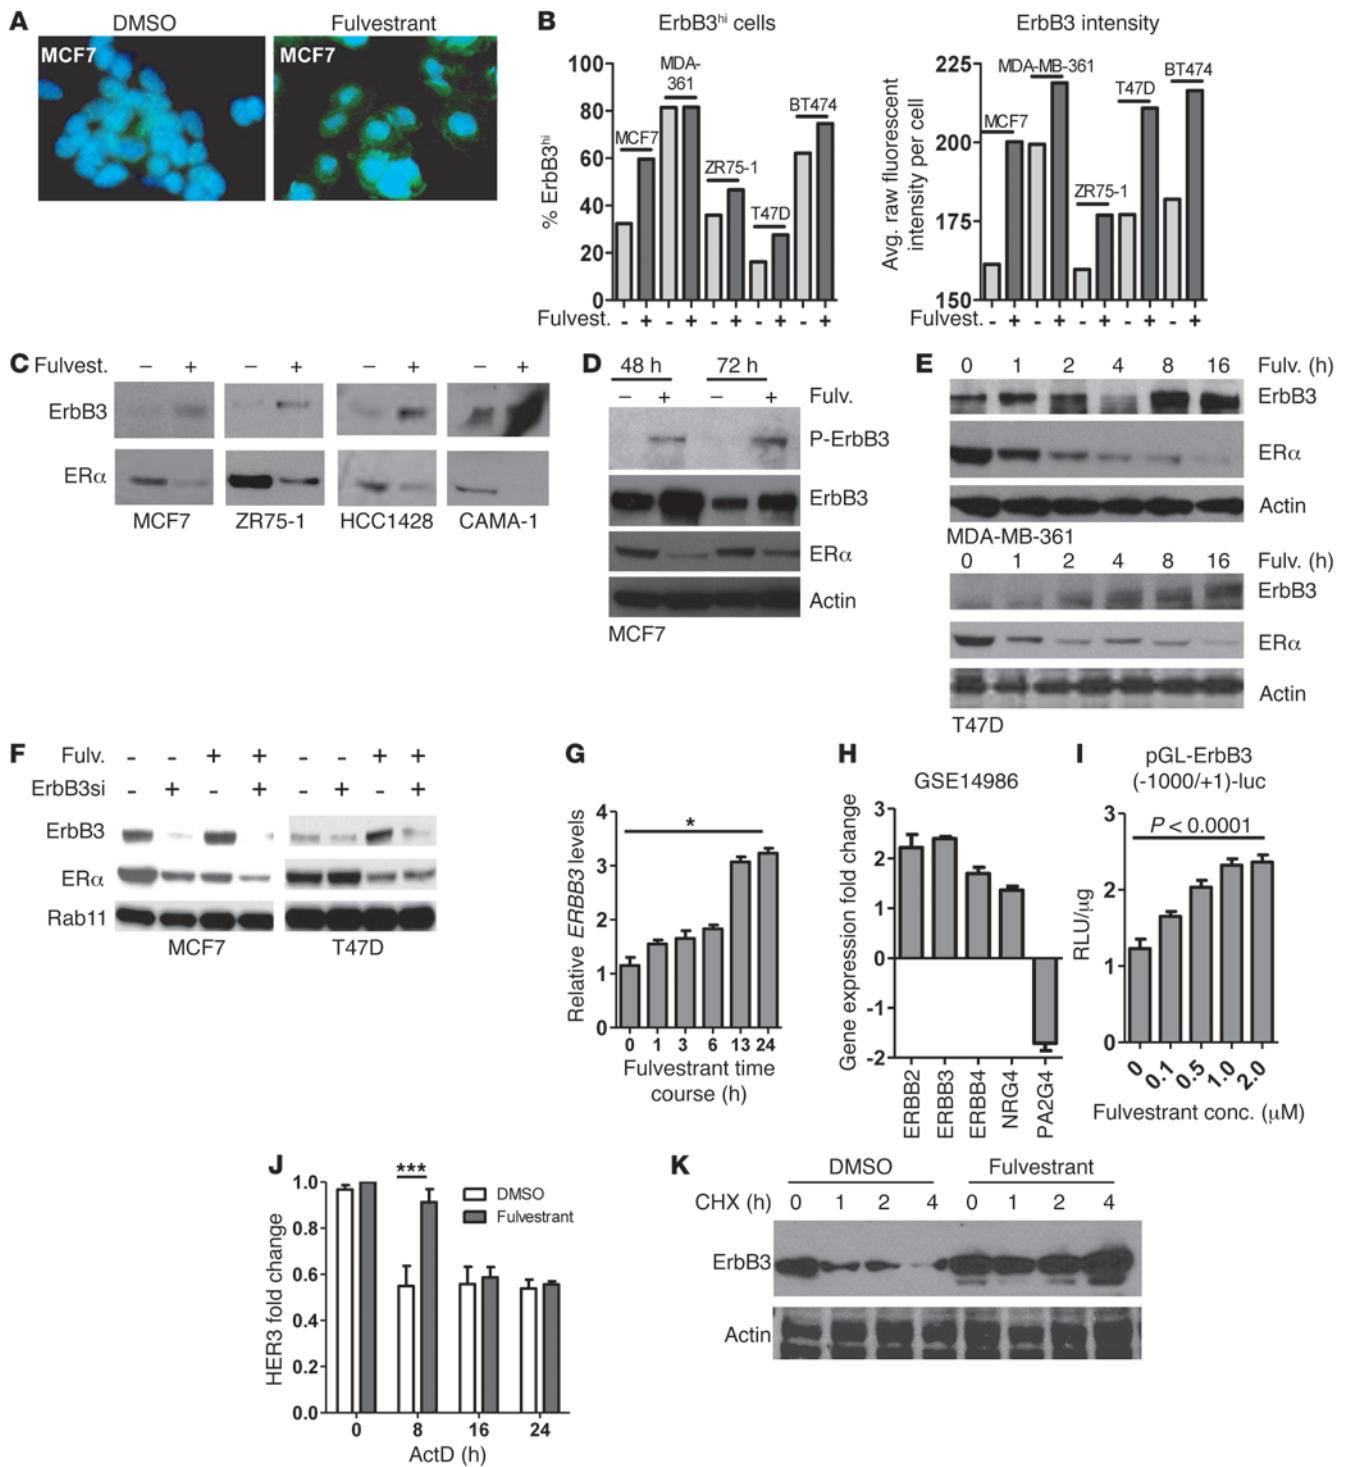 A
DMSO
Fulvestrant
MCF7
MCF7
B
ErbB3hi cells
% ErbB3hi
100
80
60
40
20
0
MCF7
MDA-
361
ZR75-1
T47D
BT474
Fulvest. - + - + - + - + - +
ErbB3 intensity
Avg. raw fluorescent
intensity per cell
225
200
175
150
MCF7
MDA-MB-361
ZR75-1
T47D
BT474
Fulvest. - + - + - + - + - +
C
Fulvest. – + – + – + – +
ErbB3
ERα
MCF7 ZR75-1 HCC1428 CAMA-1
D
48 h 72 h
– + – + Fulv.
P-ErbB3
ErbB3
ERα
Actin
MCF7
E
0 1 2 4 8 16 Fulv. (h)
ErbB3
ERα
Actin
MDA-MB-361
0 1 2 4 8 16 Fulv. (h)
ErbB3
ERα
Actin
T47D
F
Fulv. - - + + - - + +
ErbB3si - + - + - + - +
ErbB3
ERα
Rab11
MCF7 T47D
G
Relative ERBB3 levels
4
3
2
1
0
*
0 1 3 6 13 24
Fulvestrant time
course (h)
H
GSE14986
Gene expression fold change
3
2
1
0
-1
-2
ERBB2
ERBB3
ERBB4
NRG4
PA2G4
I
pGL-ErbB3
(-1000/+1)-luc
P < 0.0001
RLU/μg
3
2
1
0
0 0.1 0.5 1.0 2.0
Fulvestrant conc. (μM)
J
HER3 fold change
1.0
0.8
0.6
0.4
0.2
0.0
***
DMSO
Fulvestrant
0 8 16 24
ActD (h)
K
DMSO Fulvestrant
CHX (h) 0 1 2 4 0 1 2 4
ErbB3
Actin